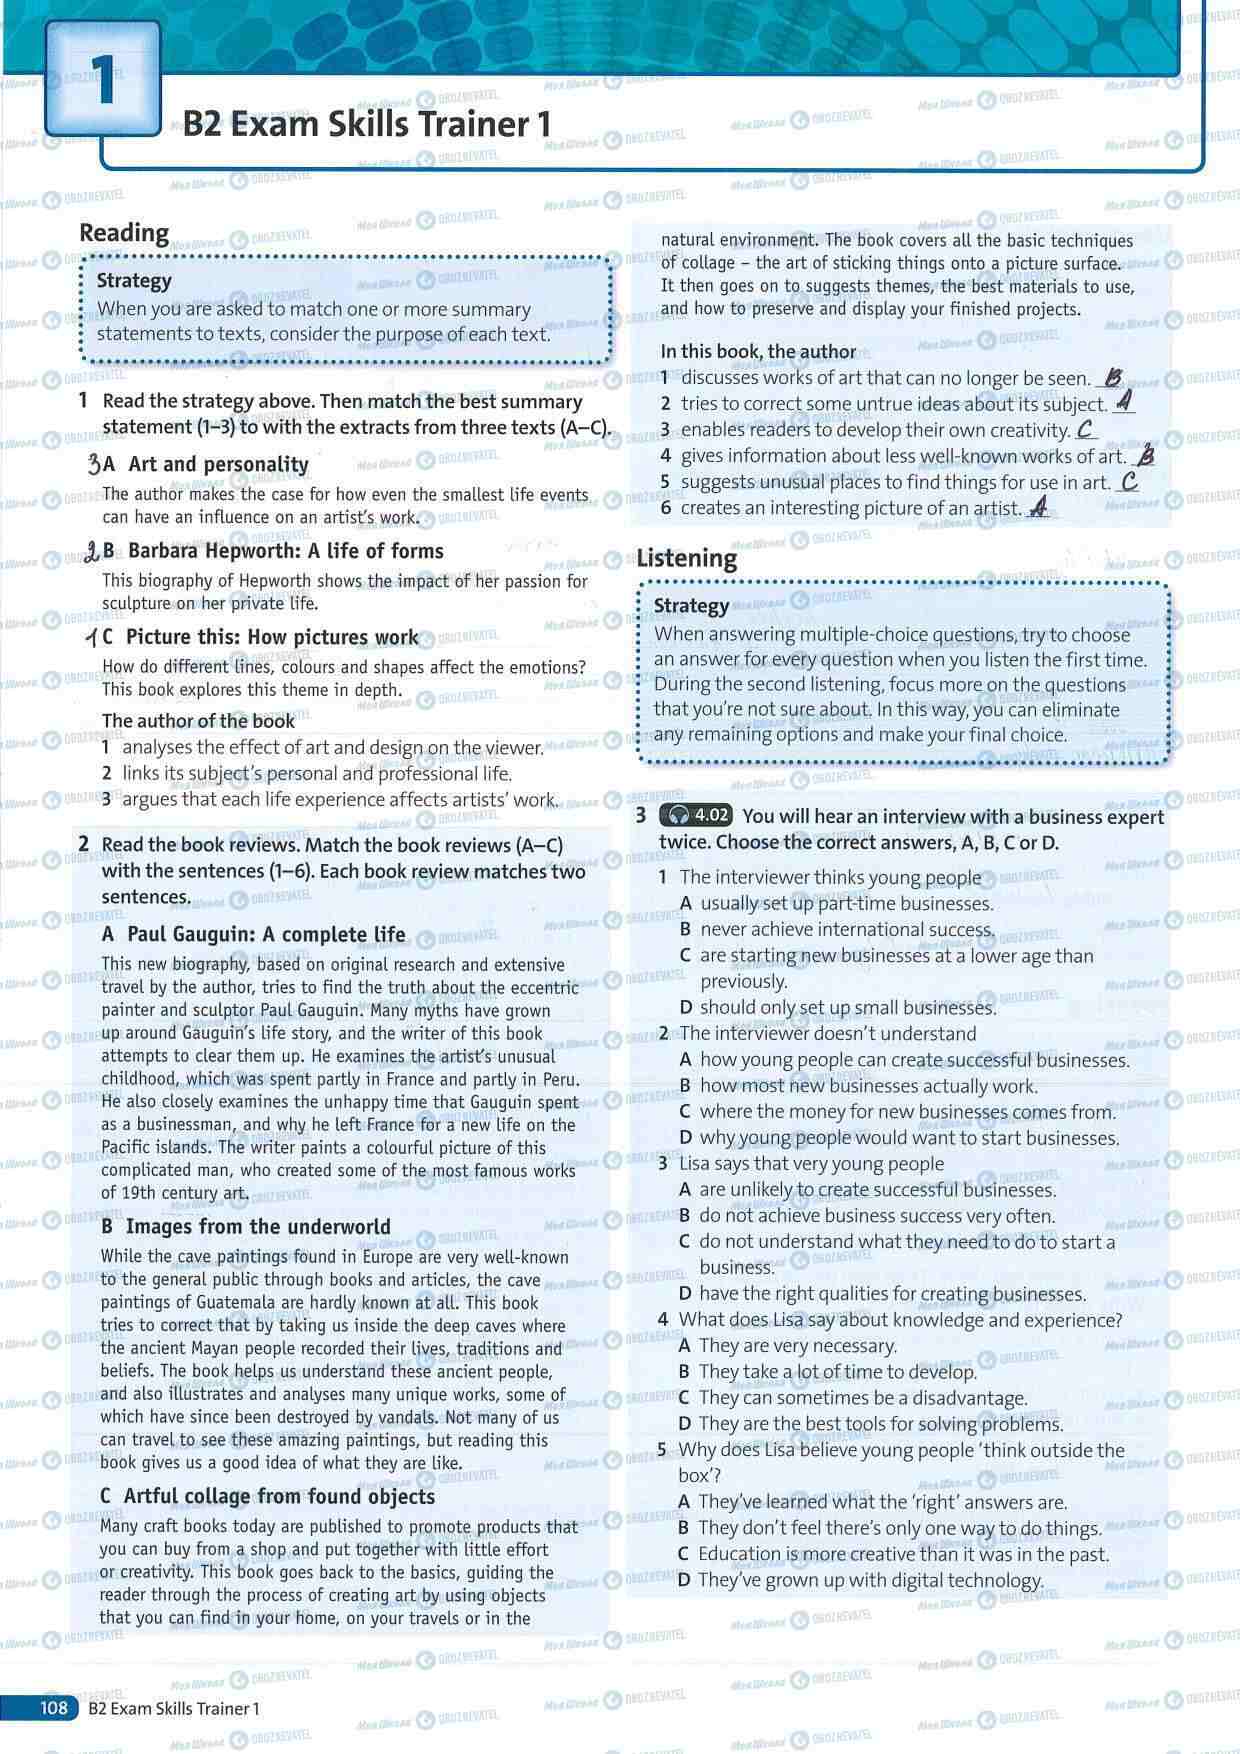 1
B2 Exam Skills Trainer 1
Reading
Strategy
When you are asked to match one or more summary
statements to texts, consider the purpose of each text.
1 Read the strategy above. Then match the best summary
statement (1–3) to with the extracts from three texts (A–C).
3 A Art and personality
The author makes the case for how even the smallest life events
can have an influence on an artist's work.
2 B Barbara Hepworth: A life of forms
This biography of Hepworth shows the impact of her passion for
sculpture on her private life.
1 C Picture this: How pictures work
How do different lines, colours and shapes affect the emotions?
This book explores this theme in depth.
The author of the book
1 analyses the effect of art and design on the viewer.
2 links its subject's personal and professional life.
3 argues that each life experience affects artists' work.
2 Read the book reviews. Match the book reviews (A–C)
with the sentences (1–6). Each book review matches two
sentences.
A Paul Gauguin: A complete life
This new biography, based on original research and extensive
travel by the author, tries to find the truth about the eccentric
painter and sculptor Paul Gauguin. Many myths have grown
up around Gauguin's life story, and the writer of this book
attempts to clear them up. He examines the artist's unusual
childhood, which was spent partly in France and partly in Peru.
He also closely examines the unhappy time that Gauguin spent
as a businessman, and why he left France for a new life on the
Pacific islands. The writer paints a colourful picture of this
complicated man, who created some of the most famous works
of 19th century art.
B Images from the underworld
While the cave paintings found in Europe are very well-known
to the general public through books and articles, the cave
paintings of Guatemala are hardly known at all. This book
tries to correct that by taking us inside the deep caves where
the ancient Mayan people recorded their lives, traditions and
beliefs. The book helps us understand these ancient people,
and also illustrates and analyses many unique works, some of
which have since been destroyed by vandals. Not many of us
can travel to see these amazing paintings, but reading this
book gives us a good idea of what they are like.
C Artful collage from found objects
Many craft books today are published to promote products that
you can buy from a shop and put together with little effort
or creativity. This book goes back to the basics, guiding the
reader through the process of creating art by using objects
that you can find in your home, on your travels or in the
natural environment. The book covers all the basic techniques
of collage – the art of sticking things onto a picture surface.
It then goes on to suggests themes, the best materials to use,
and how to preserve and display your finished projects.
In this book, the author
1 discusses works of art that can no longer be seen. B
2 tries to correct some untrue ideas about its subject. A
3 enables readers to develop their own creativity. C
4 gives information about less well-known works of art. B
5 suggests unusual places to find things for use in art. C
6 creates an interesting picture of an artist. A
Listening
Strategy
When answering multiple-choice questions, try to choose
an answer for every question when you listen the first time.
During the second listening, focus more on the questions
that you're not sure about. In this way, you can eliminate
any remaining options and make your final choice.
3 4.02 You will hear an interview with a business expert
twice. Choose the correct answers, A, B, C or D.
1 The interviewer thinks young people
A usually set up part-time businesses.
B never achieve international success.
C are starting new businesses at a lower age than
previously.
D should only set up small businesses.
2 The interviewer doesn't understand
A how young people can create successful businesses.
B how most new businesses actually work.
C where the money for new businesses comes from.
D why young people would want to start businesses.
3 Lisa says that very young people
A are unlikely to create successful businesses.
B do not achieve business success very often.
C do not understand what they need to do to start a
business.
D have the right qualities for creating businesses.
4 What does Lisa say about knowledge and experience?
A They are very necessary.
B They take a lot of time to develop.
C They can sometimes be a disadvantage.
D They are the best tools for solving problems.
5 Why does Lisa believe young people 'think outside the
box'?
A They've learned what the 'right' answers are.
B They don't feel there's only one way to do things.
C Education is more creative than it was in the past.
D They've grown up with digital technology.
108 B2 Exam Skills Trainer 1